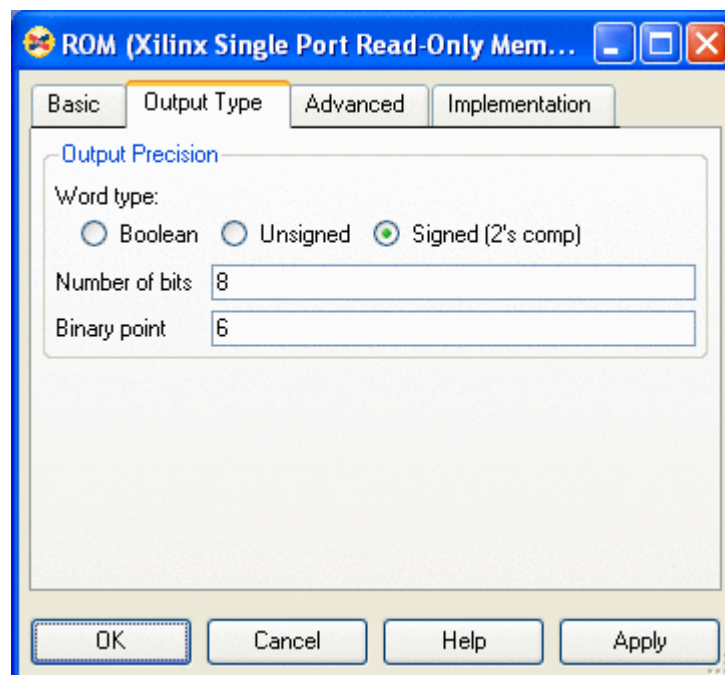 ROM (Xilinx Single Port Read-Only Mem...
Basic Output Type Advanced Implementation
Output Precision
Word type:
Boolean Unsigned Signed (2's comp)
Number of bits 8
Binary point 6
OK Cancel Help Apply